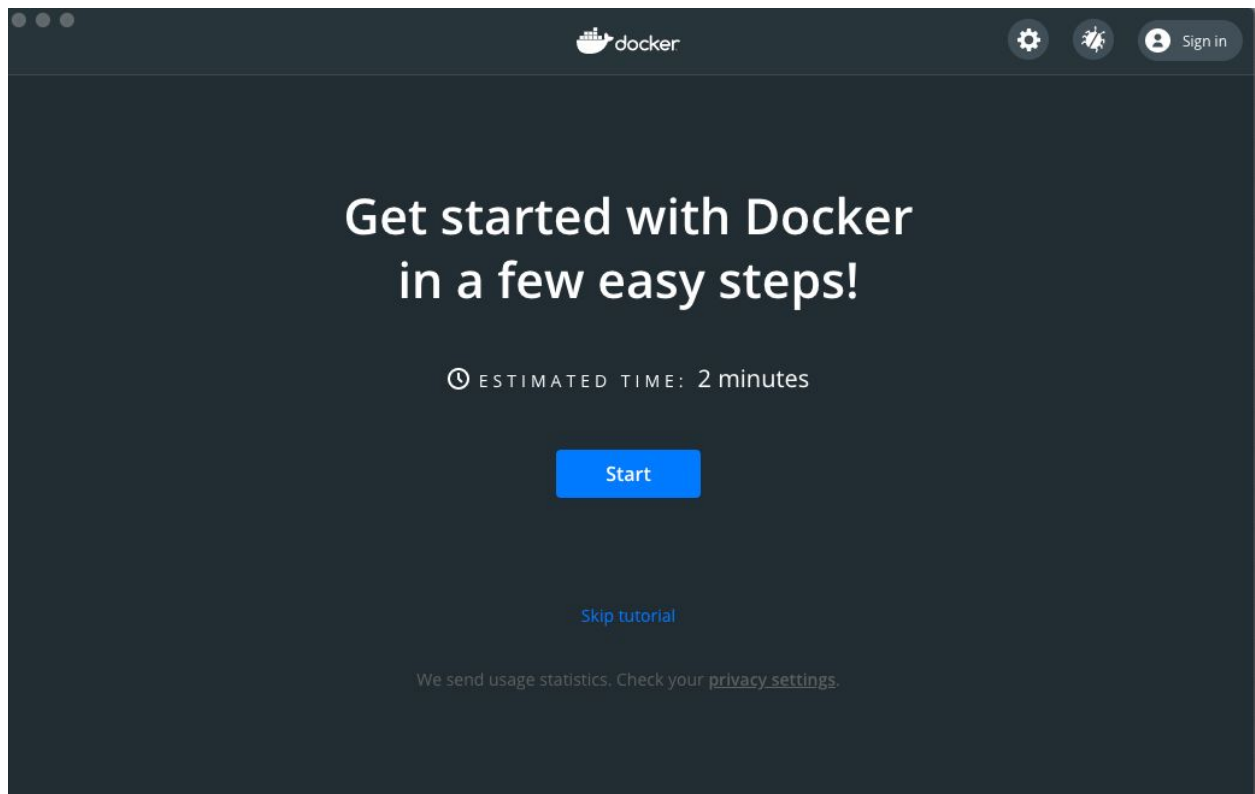 docker
Sign in
Get started with Docker
in a few easy steps!
ESTIMATED TIME: 2 minutes
Start
Skip tutorial
We send usage statistics. Check your privacy settings.